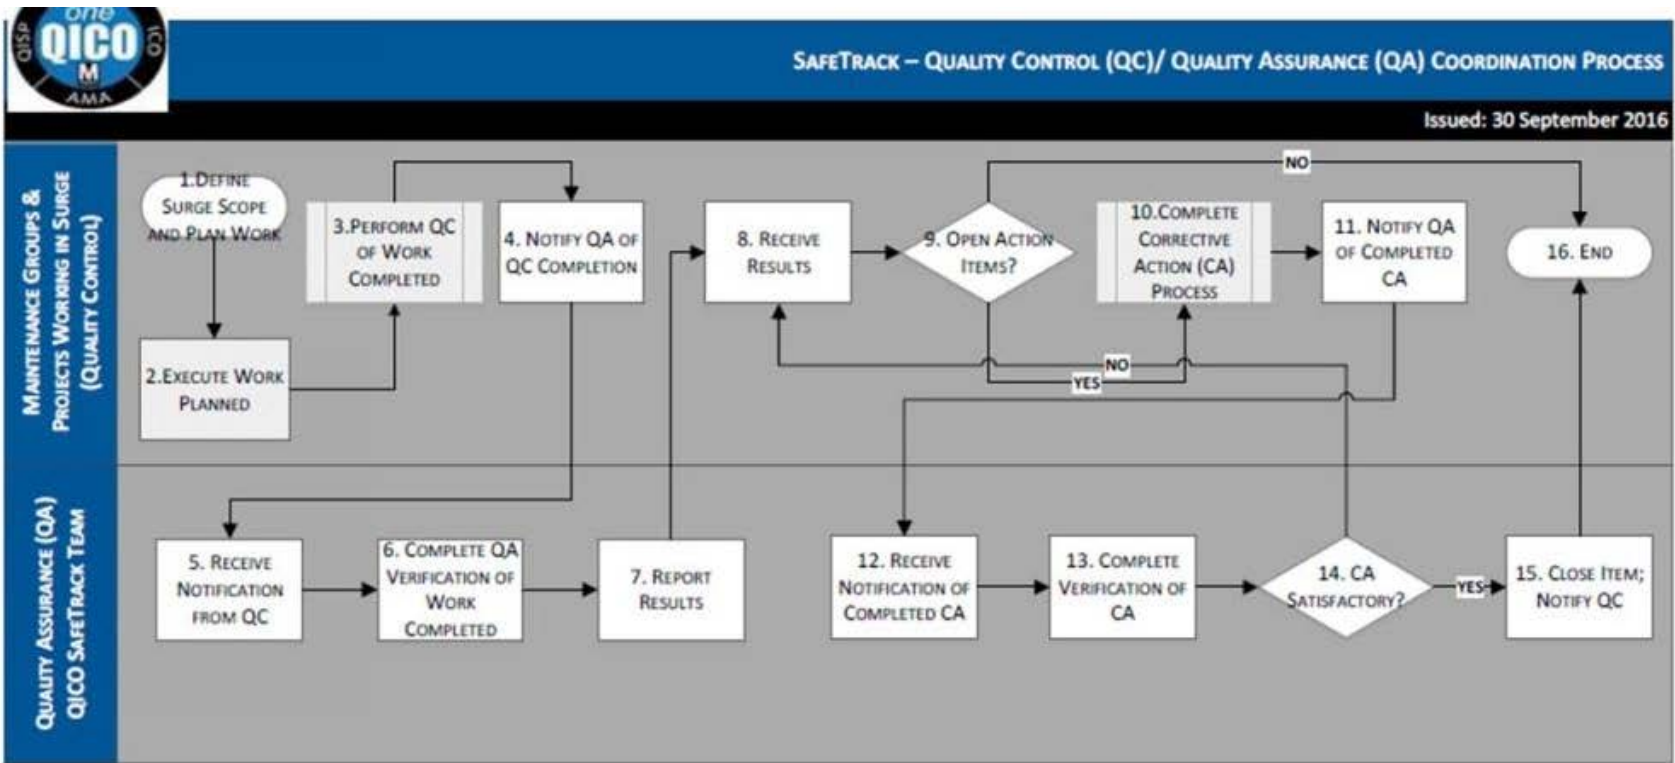 one
QICO
QISP
ICO
M
AMA
SAFETRACK – QUALITY CONTROL (QC)/ QUALITY ASSURANCE (QA) COORDINATION PROCESS
Issued: 30 September 2016
MAINTENANCE GROUPS &
PROJECTS WORKING IN SURGE
(QUALITY CONTROL)
1.DEFINE
SURGE SCOPE
AND PLAN WORK
2.EXECUTE WORK
PLANNED
3.PERFORM QC
OF WORK
COMPLETED
4. NOTIFY QA OF
QC COMPLETION
8. RECEIVE
RESULTS
9. OPEN ACTION
ITEMS?
NO
YES
10.COMPLETE
CORRECTIVE
ACTION (CA)
PROCESS
11. NOTIFY QA
OF COMPLETED
CA
16. END
NO
QUALITY ASSURANCE (QA)
QICO SAFETRACK TEAM
5. RECEIVE
NOTIFICATION
FROM QC
6. COMPLETE QA
VERIFICATION OF
WORK
COMPLETED
7. REPORT
RESULTS
12. RECEIVE
NOTIFICATION OF
COMPLETED CA
13. COMPLETE
VERIFICATION OF
CA
14. CA
SATISFACTORY?
YES
15. CLOSE ITEM;
NOTIFY QC